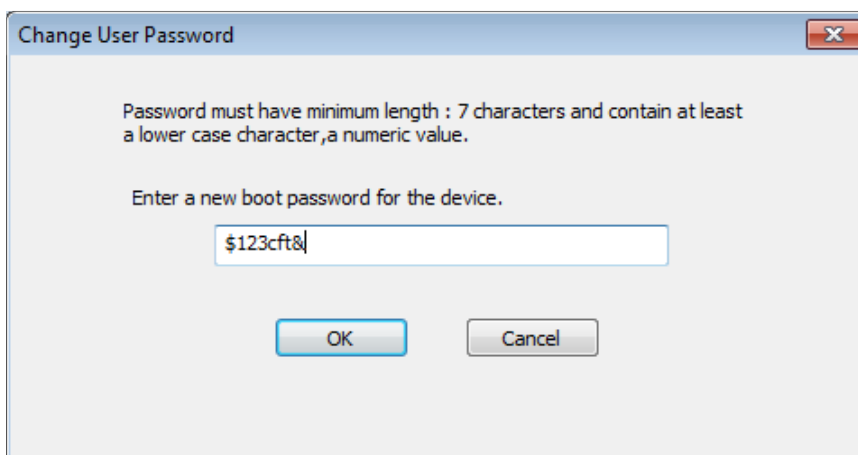 Change User Password
Password must have minimum length : 7 characters and contain at least
a lower case character,a numeric value.
Enter a new boot password for the device.
$123cft&
OK
Cancel